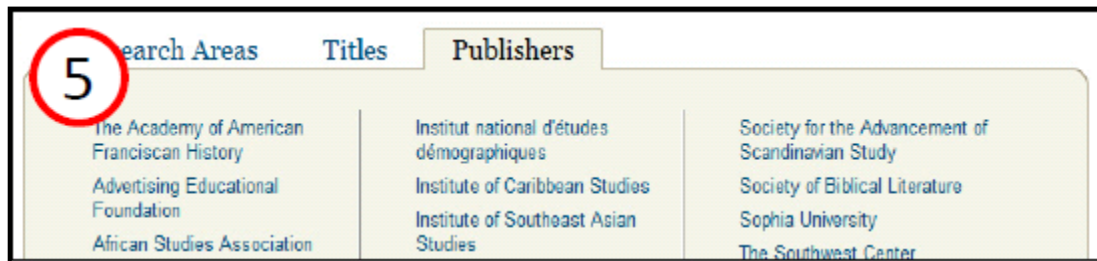 5
earch Areas Titles Publishers
The Academy of American
Franciscan History
Advertising Educational
Foundation
African Studies Association
Institut national d'études
démographiques
Institute of Caribbean Studies
Institute of Southeast Asian
Studies
Society for the Advancement of
Scandinavian Study
Society of Biblical Literature
Sophia University
The Southwest Center